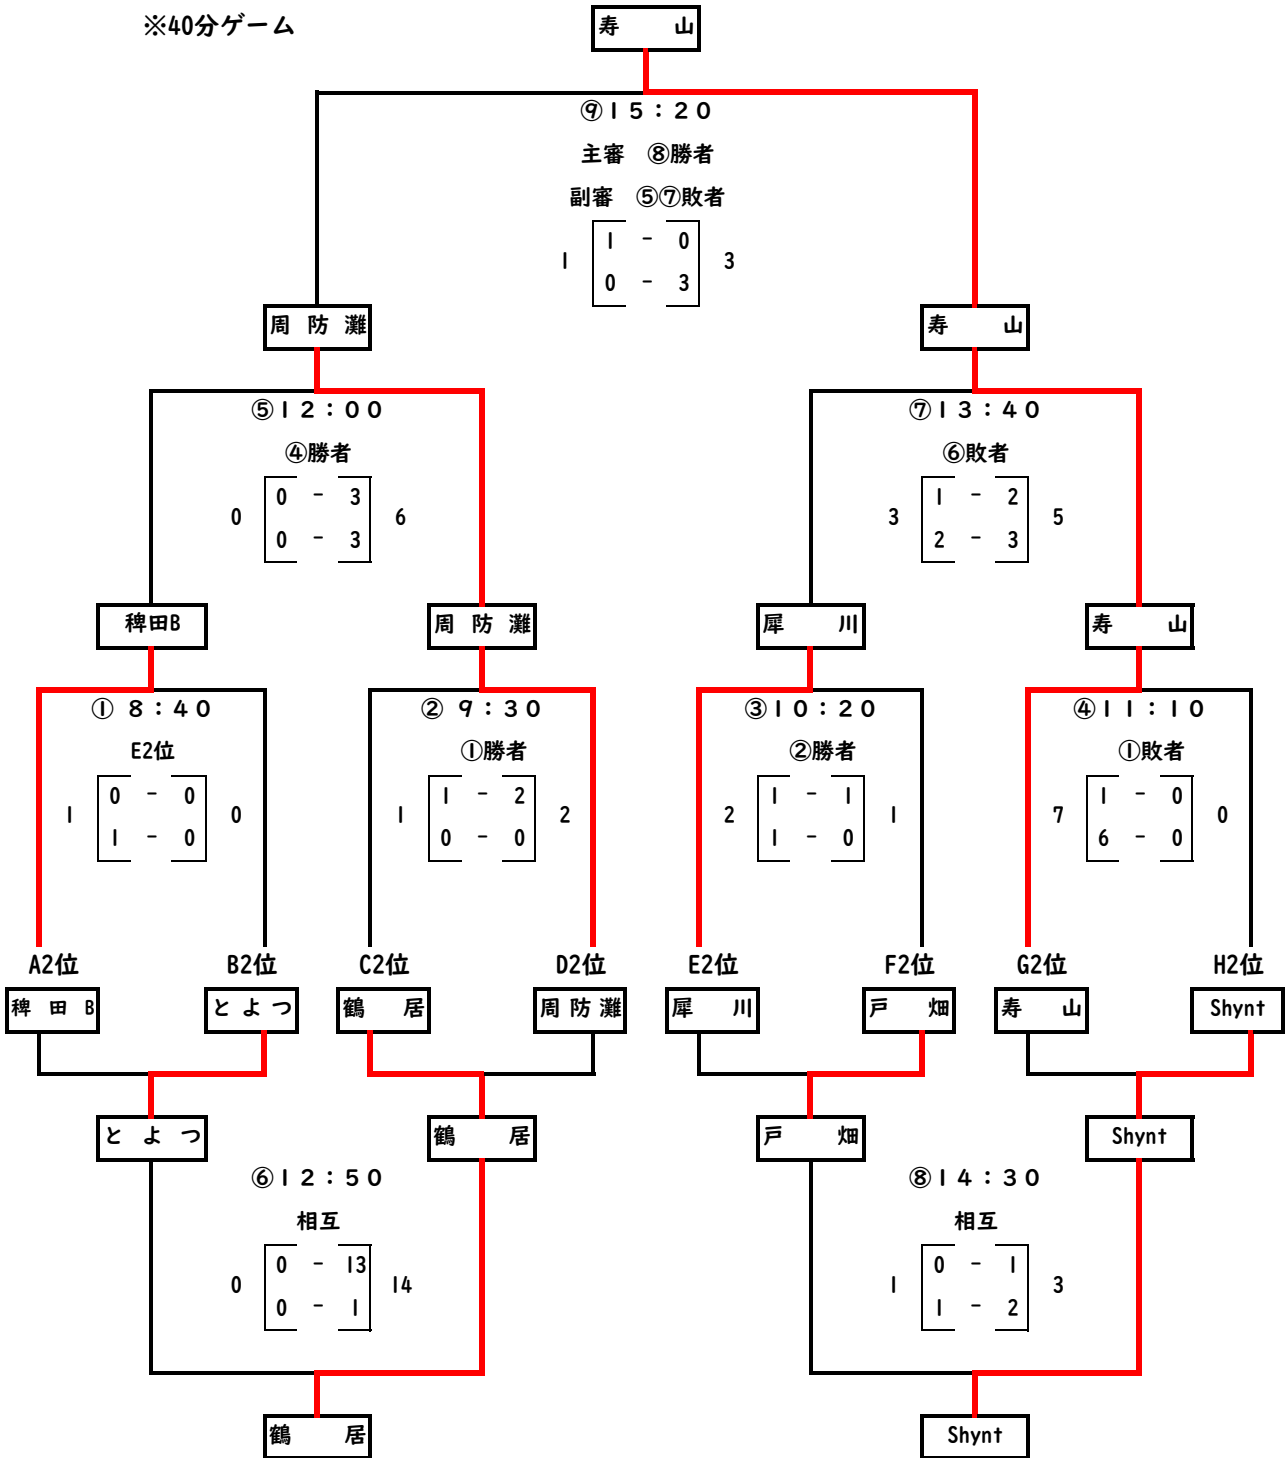 ※40分ゲーム
寿 山
⑨15：20
主審 ⑧勝者
副審 ⑤⑦敗者
1 1 - 0 3
0 - 3
周 防 灘 寿 山
⑤12：00 ⑦13：40
④勝者 ⑥敗者
0 0 - 3 6 3 1 - 2 5
0 - 3 2 - 3
稗田B 周 防 灘 犀 川 寿 山
① 8：40 ② 9：30 ③10：20 ④11：10
E2位 ①勝者 ②勝者 ①敗者
1 0 - 0 0 1 1 - 2 2 2 1 - 1 1 7 1 - 0 0
1 - 0 0 - 0 1 - 0 6 - 0
A2位 B2位 C2位 D2位 E2位 F2位 G2位 H2位
稗 田 B とよつ 鶴 居 周防灘 犀 川 戸 畑 寿 山 Shynt
と よ つ 鶴 居 戸 畑 Shynt
⑥12：50 ⑧14：30
相互 相互
0 0 - 13 14 1 0 - 1 3
0 - 1 1 - 2
鶴 居 Shynt